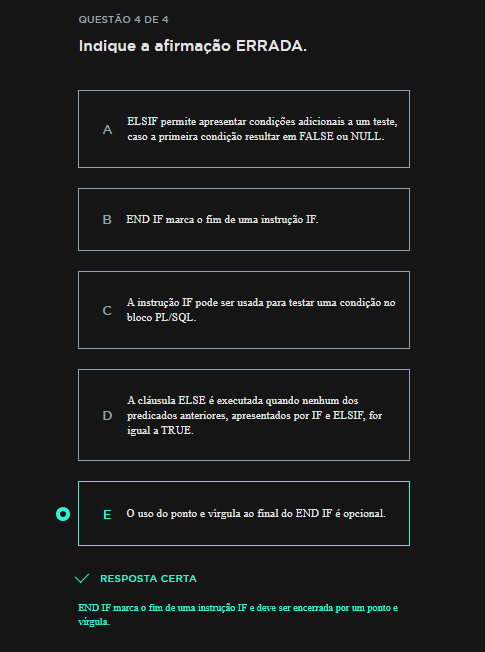 QUESTÃO 4 DE 4
Indique a afirmação ERRADA.
A
ELSIF permite apresentar condições adicionais a um teste,
caso a primeira condição resultar em FALSE ou NULL.
B
END IF marca o fim de uma instrução IF.
C
A instrução IF pode ser usada para testar uma condição no
bloco PL/SQL.
D
A cláusula ELSE é executada quando nenhum dos
predicados anteriores, apresentados por IF e ELSIF, for
igual a TRUE.
E
O uso do ponto e vírgula ao final do END IF é opcional.
RESPOSTA CERTA
END IF marca o fim de uma instrução IF e deve ser encerrada por um ponto e
vírgula.